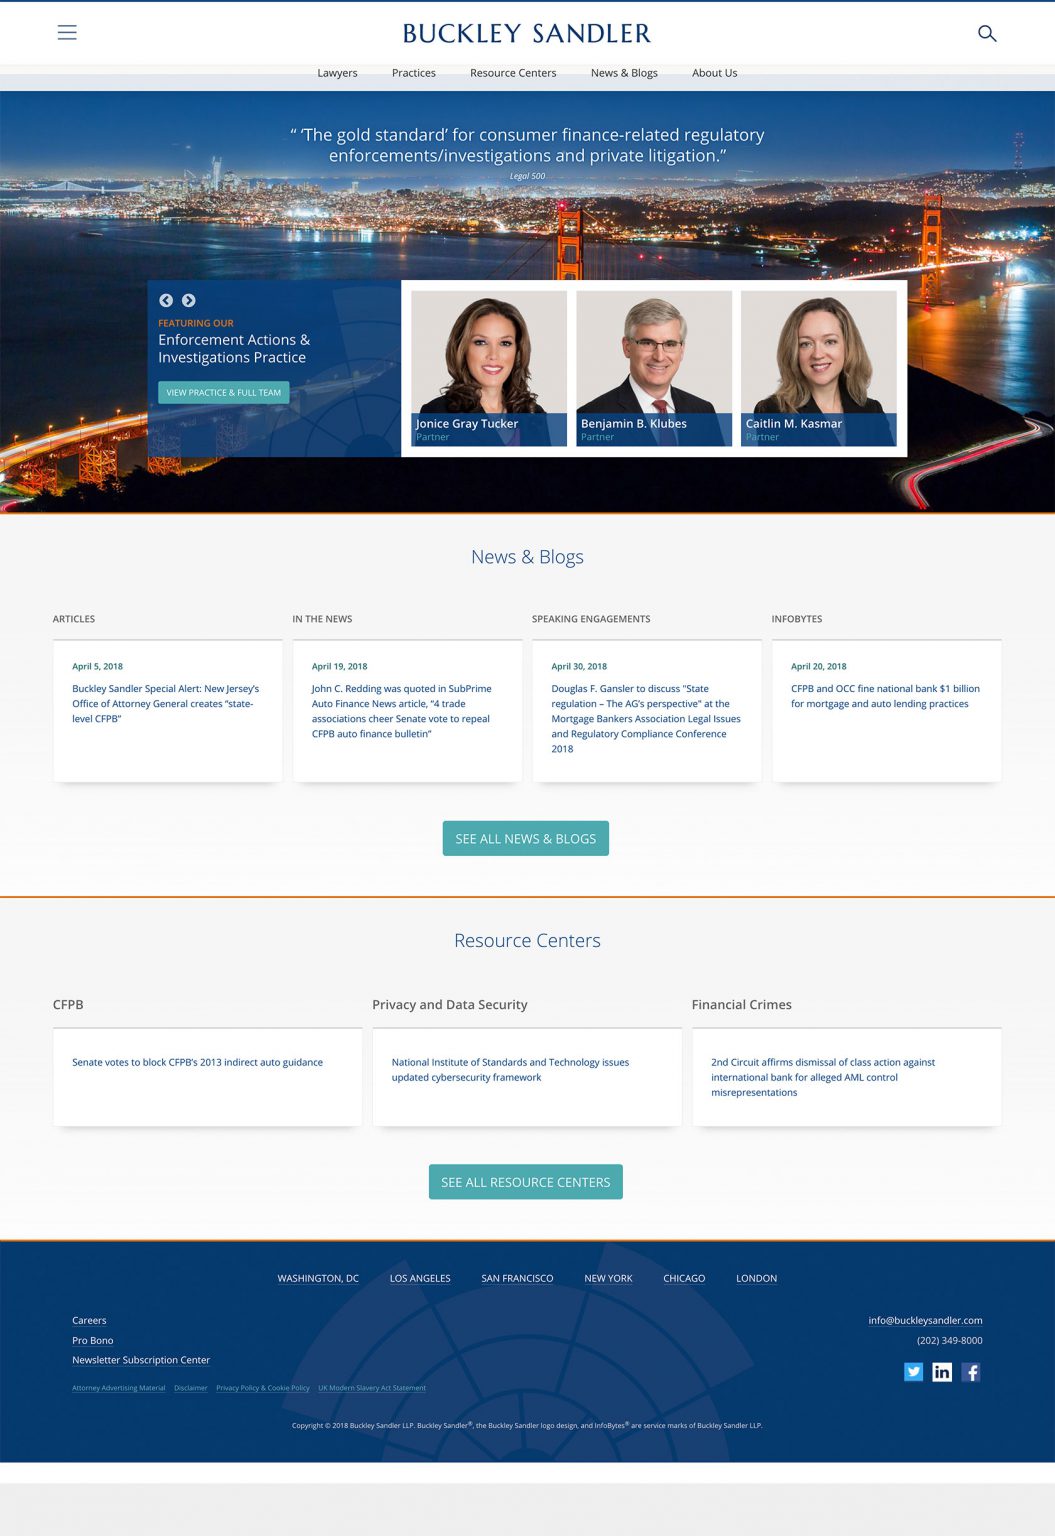 BUCKLEY SANDLER
Lawyers Practices Resource Centers News & Blogs About Us
“ ‘The gold standard’ for consumer finance-related regulatory
enforcements/investigations and private litigation.”
Legal 500
FEATURING OUR
Enforcement Actions &
Investigations Practice
VIEW PRACTICE & FULL TEAM
Jonice Gray Tucker
Partner
Benjamin B. Klubes
Partner
Caitlin M. Kasmar
Partner
News & Blogs
ARTICLES
April 5, 2018
Buckley Sandler Special Alert: New Jersey’s
Office of Attorney General creates “state-
level CFPB”
IN THE NEWS
April 19, 2018
John C. Redding was quoted in SubPrime
Auto Finance News article, “4 trade
associations cheer Senate vote to repeal
CFPB auto finance bulletin”
SPEAKING ENGAGEMENTS
April 30, 2018
Douglas F. Gansler to discuss "State
regulation – The AG’s perspective" at the
Mortgage Bankers Association Legal Issues
and Regulatory Compliance Conference
2018
INFOBYTES
April 20, 2018
CFPB and OCC fine national bank $1 billion
for mortgage and auto lending practices
SEE ALL NEWS & BLOGS
Resource Centers
CFPB
Senate votes to block CFPB’s 2013 indirect auto guidance
Privacy and Data Security
National Institute of Standards and Technology issues
updated cybersecurity framework
Financial Crimes
2nd Circuit affirms dismissal of class action against
international bank for alleged AML control
misrepresentations
SEE ALL RESOURCE CENTERS
WASHINGTON, DC LOS ANGELES SAN FRANCISCO NEW YORK CHICAGO LONDON
Careers
Pro Bono
Newsletter Subscription Center
Attorney Advertising Material Disclaimer Privacy Policy & Cookie Policy UK Modern Slavery Act Statement
info@buckleysandler.com
(202) 349-8000
Copyright © 2018 Buckley Sandler LLP. Buckley Sandler®, the Buckley Sandler logo design, and InfoBytes® are service marks of Buckley Sandler LLP.